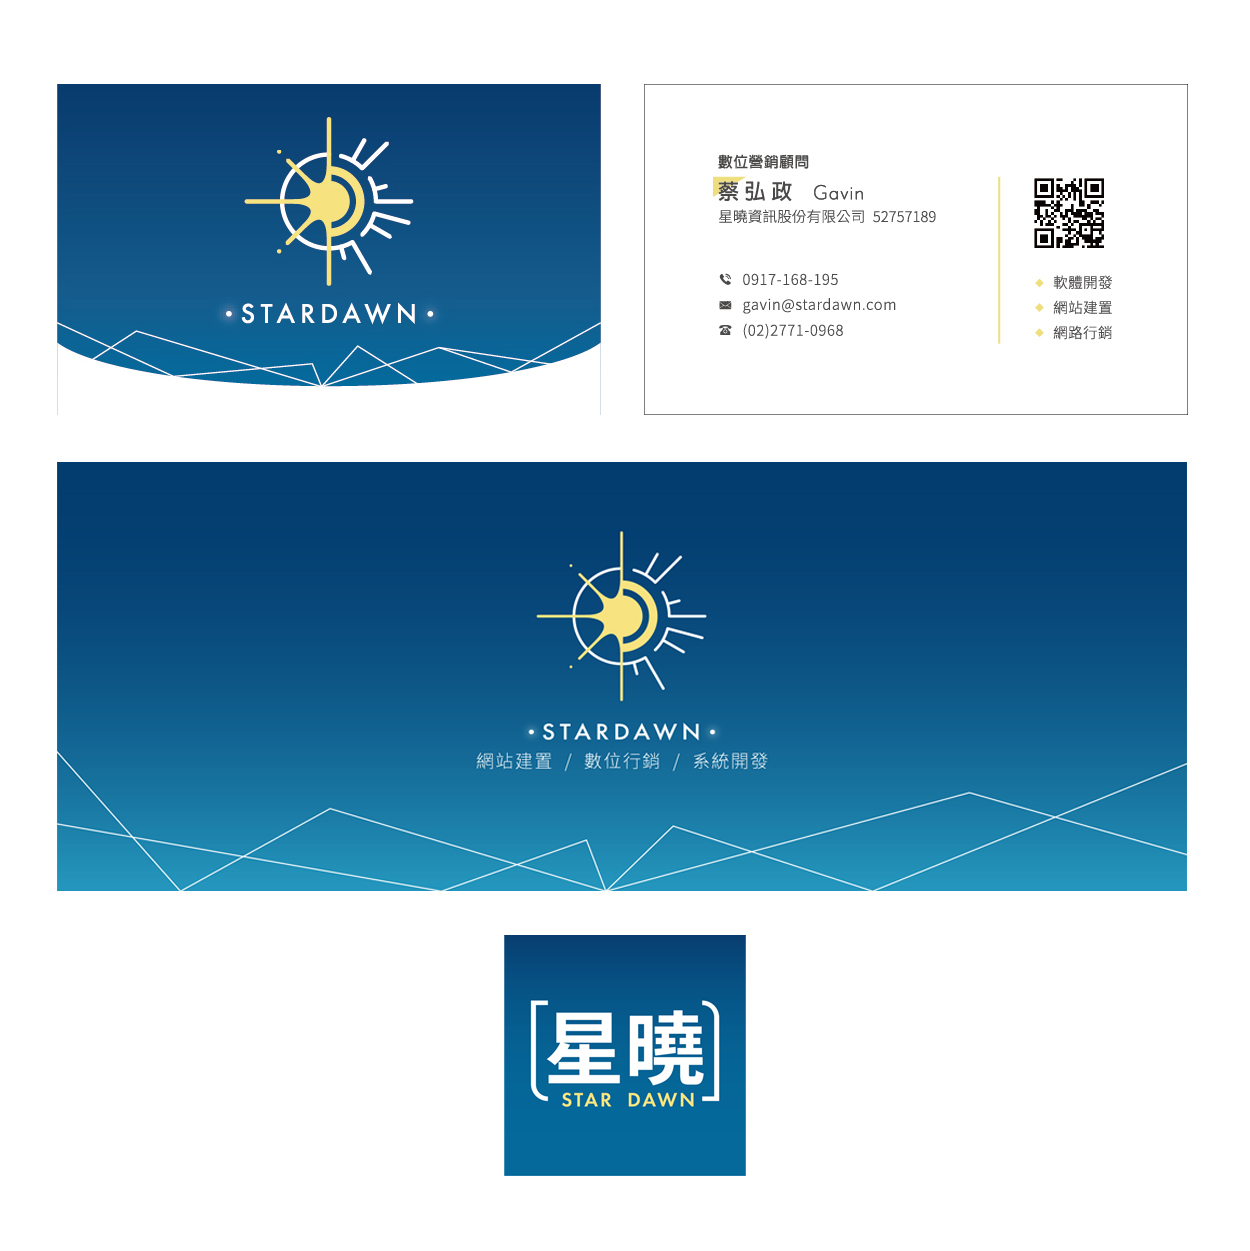 •STARDAWN•
數位營銷顧問
蔡弘政 Gavin
星曉資訊股份有限公司 52757189
0917-168-195
gavin@stardawn.com
(02)2771-0968
軟體開發
網站建置
網路行銷
•STARDAWN•
網站建置 / 數位行銷 / 系統開發
星曉
STAR DAWN